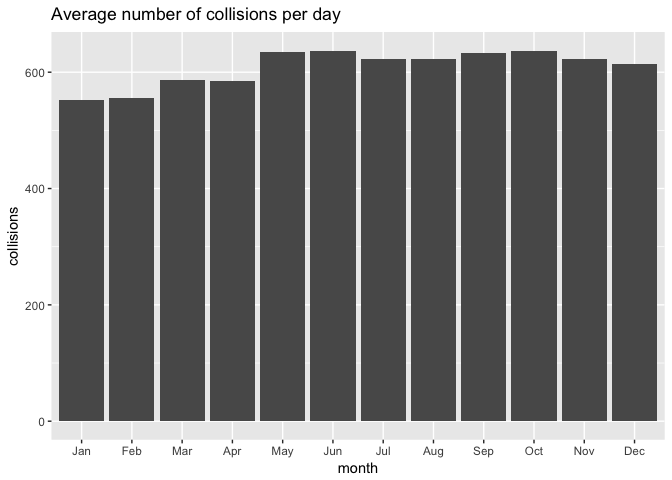 Average number of collisions per day
600
400
200
0
collisions
Jan Feb Mar Apr May Jun Jul Aug Sep Oct Nov Dec
month